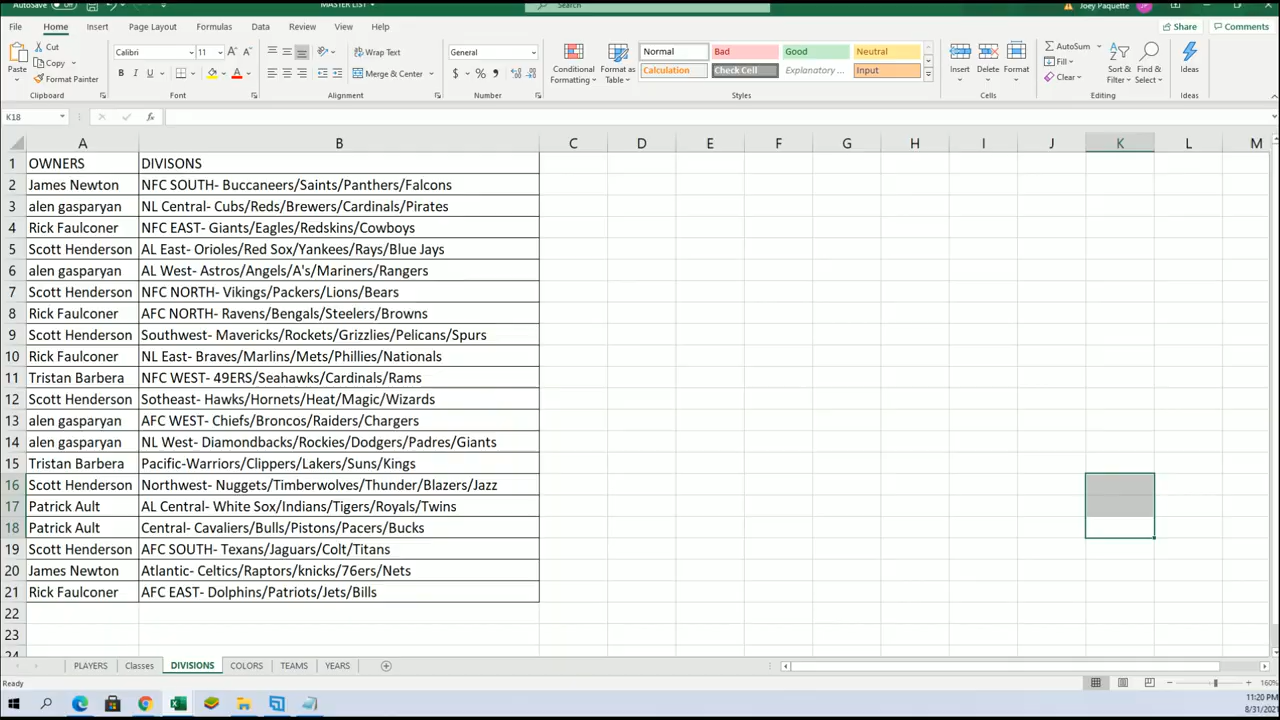 AutoSave Off MASTER LIST Search Joey Paquette JP
File Home Insert Page Layout Formulas Data Review View Help Share Comments
Cut Calibri 11 Wrap Text General Normal Bad Good Neutral AutoSum
Copy Fill
Paste Format Painter Merge & Center Conditional Formatting Format as Table Calculation Check Cell Explanatory ... Input Insert Delete Format Clear Sort & Filter Find & Select Ideas
Clipboard Font Alignment Number Styles Cells Editing Ideas
K18 fx
A B C D E F G H I J K L M
1 OWNERS DIVISONS
2 James Newton NFC SOUTH- Buccaneers/Saints/Panthers/Falcons
3 alen gasparyan NL Central- Cubs/Reds/Brewers/Cardinals/Pirates
4 Rick Faulconer NFC EAST- Giants/Eagles/Redskins/Cowboys
5 Scott Henderson AL East- Orioles/Red Sox/Yankees/Rays/Blue Jays
6 alen gasparyan AL West- Astros/Angels/A's/Mariners/Rangers
7 Scott Henderson NFC NORTH- Vikings/Packers/Lions/Bears
8 Rick Faulconer AFC NORTH- Ravens/Bengals/Steelers/Browns
9 Scott Henderson Southwest- Mavericks/Rockets/Grizzlies/Pelicans/Spurs
10 Rick Faulconer NL East- Braves/Marlins/Mets/Phillies/Nationals
11 Tristan Barbera NFC WEST- 49ERS/Seahawks/Cardinals/Rams
12 Scott Henderson Sotheast- Hawks/Hornets/Heat/Magic/Wizards
13 alen gasparyan AFC WEST- Chiefs/Broncos/Raiders/Chargers
14 alen gasparyan NL West- Diamondbacks/Rockies/Dodgers/Padres/Giants
15 Tristan Barbera Pacific-Warriors/Clippers/Lakers/Suns/Kings
16 Scott Henderson Northwest- Nuggets/Timberwolves/Thunder/Blazers/Jazz
17 Patrick Ault AL Central- White Sox/Indians/Tigers/Royals/Twins
18 Patrick Ault Central- Cavaliers/Bulls/Pistons/Pacers/Bucks
19 Scott Henderson AFC SOUTH- Texans/Jaguars/Colt/Titans
20 James Newton Atlantic- Celtics/Raptors/knicks/76ers/Nets
21 Rick Faulconer AFC EAST- Dolphins/Patriots/Jets/Bills
22
23
24
PLAYERS Classes DIVISIONS COLORS TEAMS YEARS
Ready 160%
11:20 PM
8/31/2021